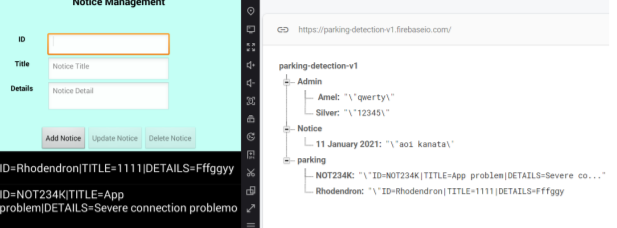 Notice Management
ID
Title
Notice Title
Details
Notice Detail
Add Notice
Update Notice
Delete Notice
ID=Rhodendron|TITLE=1111|DETAILS=Fffggyy
ID=NOT234K|TITLE=App
problem|DETAILS=Severe connection problemo
https://parking-detection-v1.firebaseio.com/
parking-detection-v1
Admin
Amel: "\"qwerty\"
Silver: "\"12345\"
Notice
11 January 2021: "\"aoi kanata\"
parking
NOT234K: "\"ID=NOT234K|TITLE=App problem|DETAILS=Severe co..."
Rhodendron: "\"ID=Rhodendron|TITLE=1111|DETAILS=Fffggy